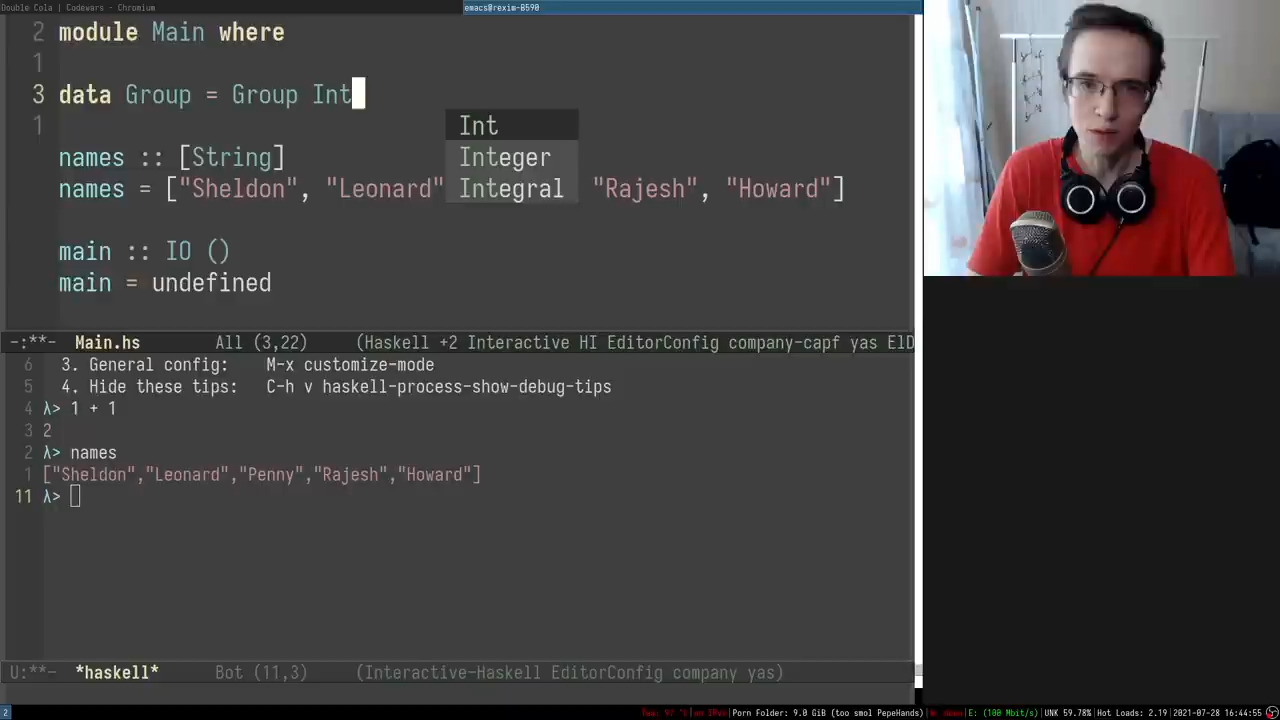 Double Cola | Codewars - Chromium
emacs@rexim-B590
2 module Main where
1
3 data Group = Group Int
1
Int
names :: [String]
Integer
names = ["Sheldon", "Leonard"
Integral
"Rajesh", "Howard"]
main :: IO ()
main = undefined
-:**- Main.hs All (3,22) (Haskell +2 Interactive HI EditorConfig company-capf yas ElD
6 3. General config: M-x customize-mode
5 4. Hide these tips: C-h v haskell-process-show-debug-tips
4 λ> 1 + 1
3 2
2 λ> names
1 ["Sheldon","Leonard","Penny","Rajesh","Howard"]
11 λ>
U:**- *haskell* Bot (11,3) (Interactive-Haskell EditorConfig company yas)
2
Porn Folder: 9.0 GiB (too smol PepeHands) E: (100 Mbit/s) UNK 59.78% Hot Loads: 2.19 2021-07-28 16:44:55